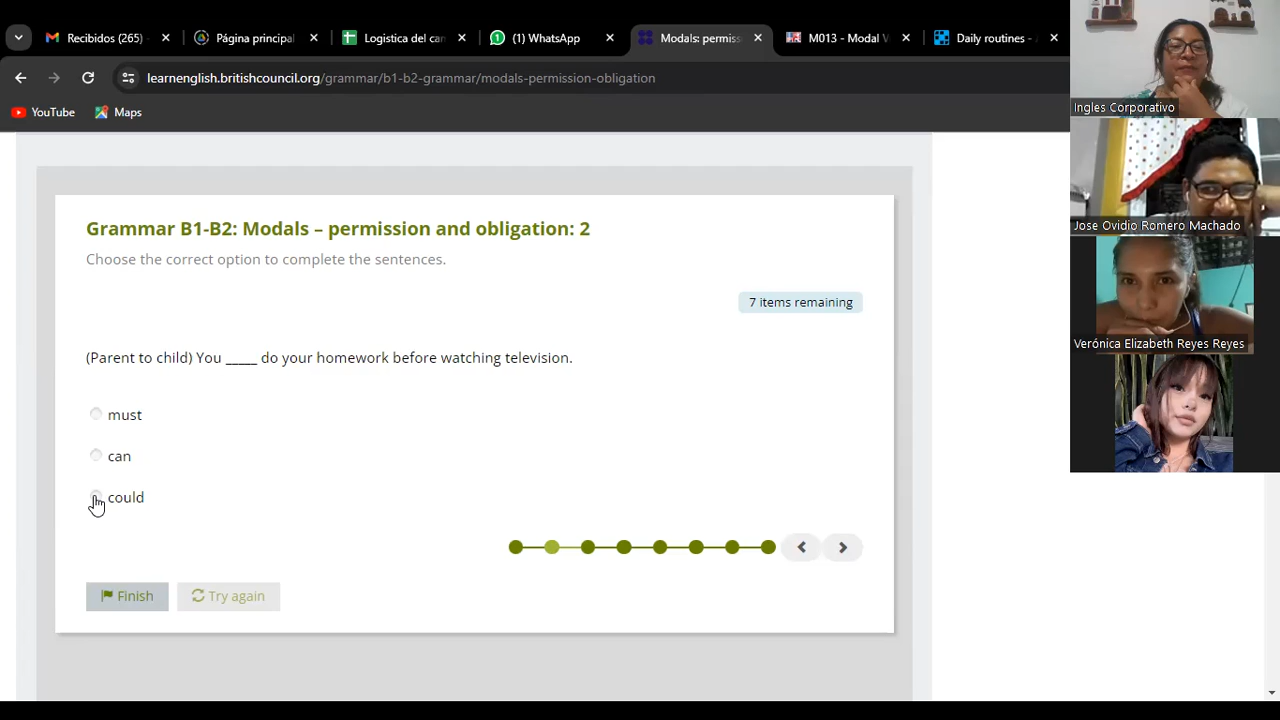 Recibidos (265)
Página principal
Logistica del car
(1) WhatsApp
Modals: permiss
M013 - Modal V
Daily routines - A
learnenglish.britishcouncil.org/grammar/b1-b2-grammar/modals-permission-obligation
YouTube
Maps
Grammar B1-B2: Modals – permission and obligation: 2
Choose the correct option to complete the sentences.
7 items remaining
(Parent to child) You _____ do your homework before watching television.
must
can
could
Finish
Try again
Ingles Corporativo
Jose Ovidio Romero Machado
Verónica Elizabeth Reyes Reyes